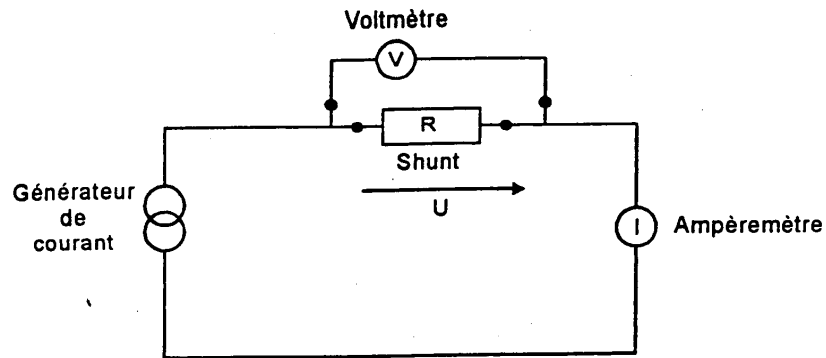 Voltmètre
V
R
Shunt
U
Générateur
de
courant
I
Ampèremètre